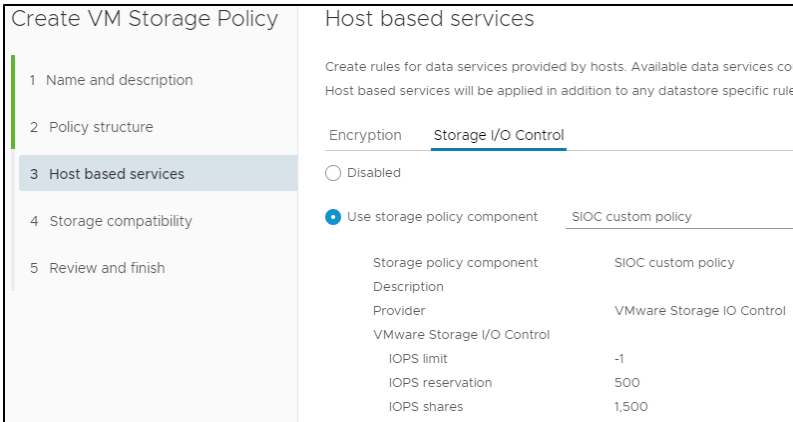 Create VM Storage Policy
1 Name and description
2 Policy structure
3 Host based services
4 Storage compatibility
5 Review and finish
Host based services
Create rules for data services provided by hosts. Available data services co
Host based services will be applied in addition to any datastore specific rule
Encryption Storage I/O Control
Disabled
Use storage policy component SIOC custom policy
Storage policy component SIOC custom policy
Description
Provider VMware Storage IO Control
VMware Storage I/O Control
IOPS limit -1
IOPS reservation 500
IOPS shares 1,500